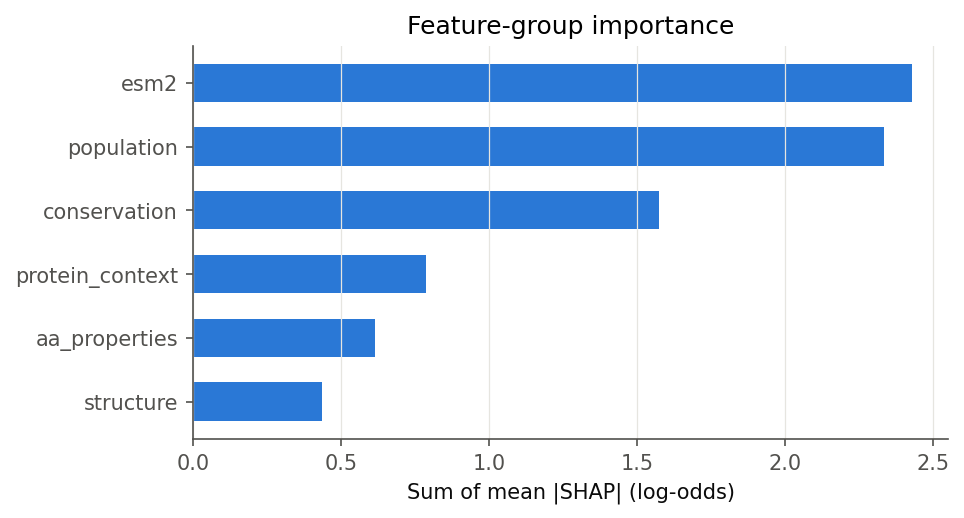 Feature-group importance
esm2
population
conservation
protein_context
aa_properties
structure
0.0 0.5 1.0 1.5 2.0 2.5
Sum of mean |SHAP| (log-odds)